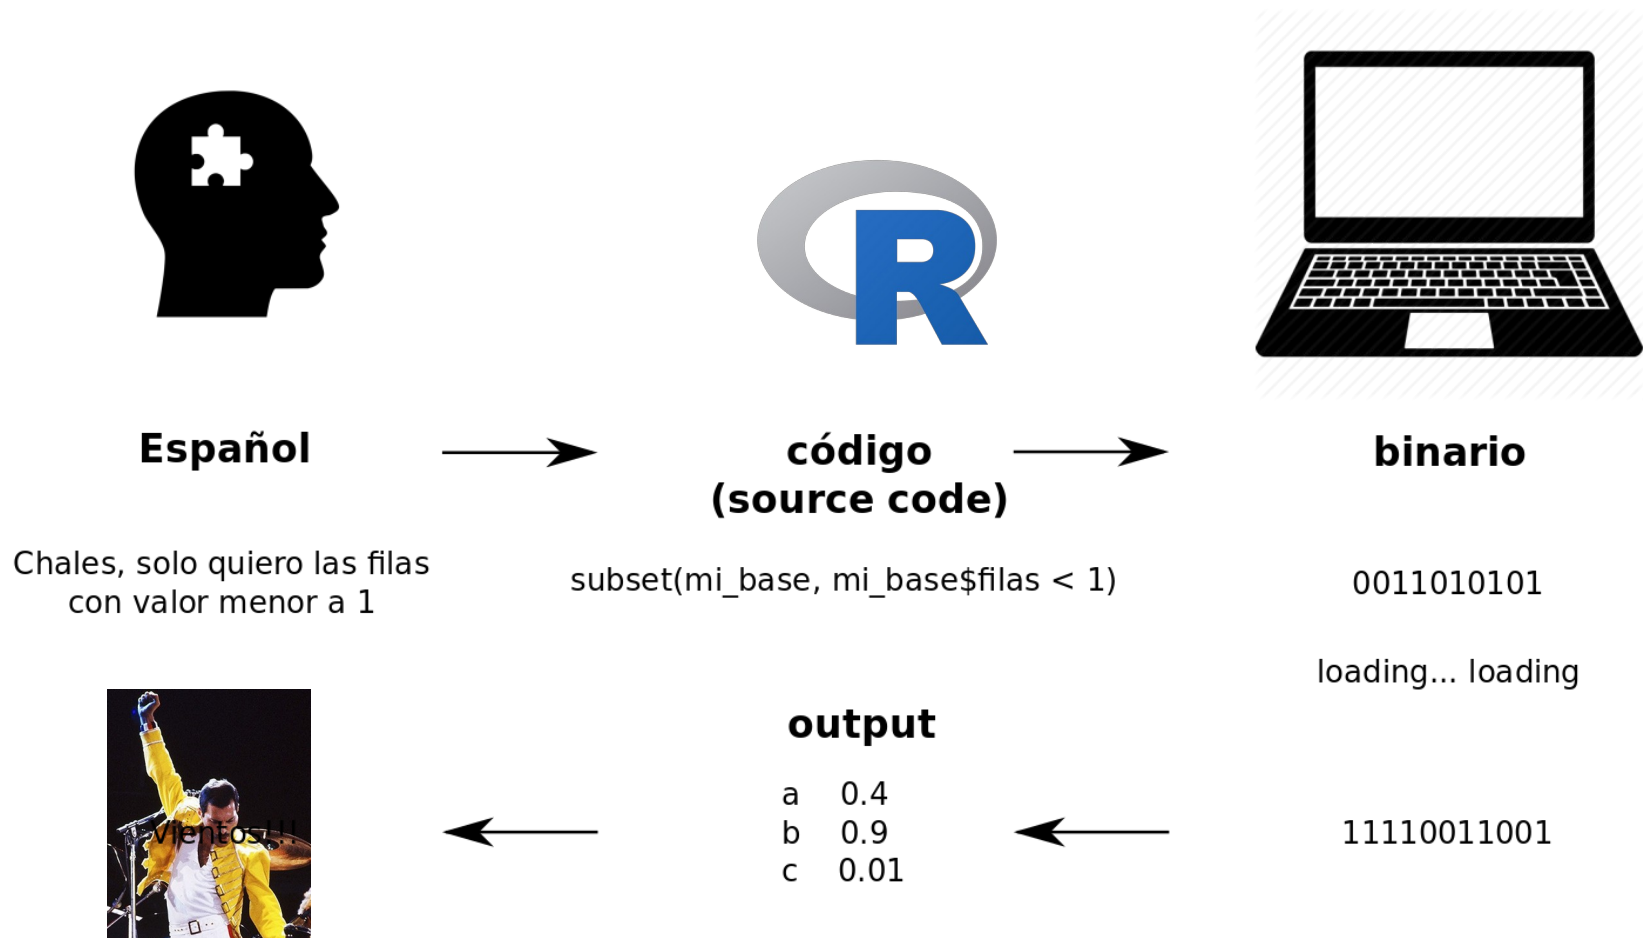 R
Español
código
(source code)
binario
Chales, solo quiero las filas
con valor menor a 1
subset(mi_base, mi_base$filas < 1)
0011010101
loading... loading
output
a 0.4
b 0.9
c 0.01
Vientos!!!
11110011001